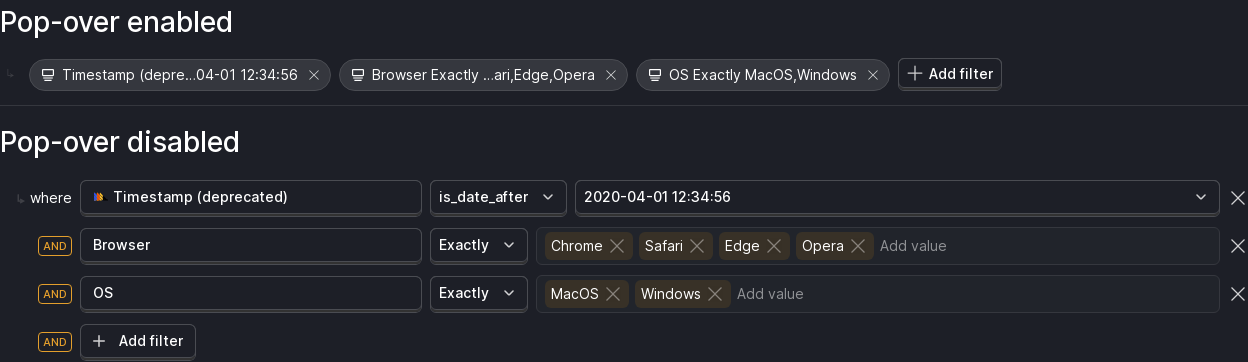 Pop-over enabled
Timestamp (depre...04-01 12:34:56 Browser Exactly ...ari,Edge,Opera OS Exactly MacOS,Windows Add filter
Pop-over disabled
where Timestamp (deprecated) is_date_after 2020-04-01 12:34:56
AND Browser Exactly Chrome Safari Edge Opera Add value
AND OS Exactly MacOS Windows Add value
AND Add filter